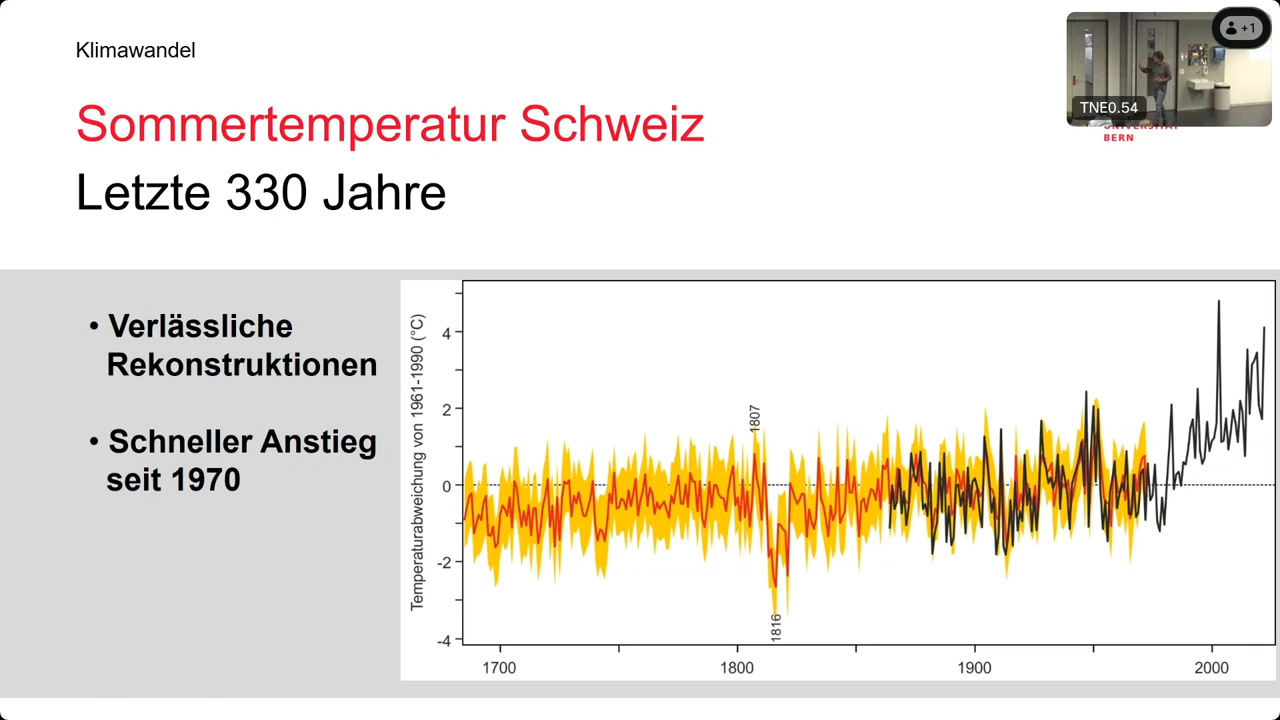 Klimawandel
+1
TNE0.54
BERN
Sommertemperatur Schweiz
Letzte 330 Jahre
• Verlässliche
Rekonstruktionen
• Schneller Anstieg
seit 1970
Temperaturabweichung von 1961-1990 (°C)
4
2
0
-2
-4
1807
1816
1700
1800
1900
2000